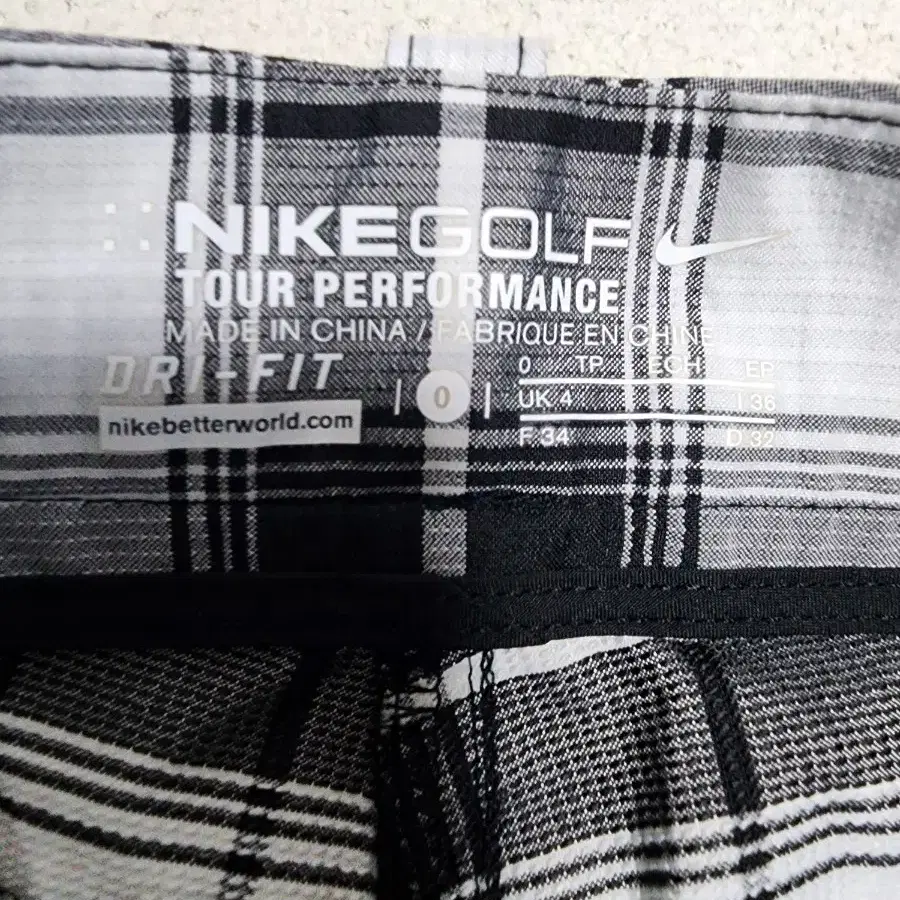 NIKEGOLF
TOUR PERFORMANCE
MADE IN CHINA / FABRIQUE EN CHINE
DRI-FIT
nikebetterworld.com
| 0 |
0 TP ECH EP
UK 4 I 36
F 34 D 32